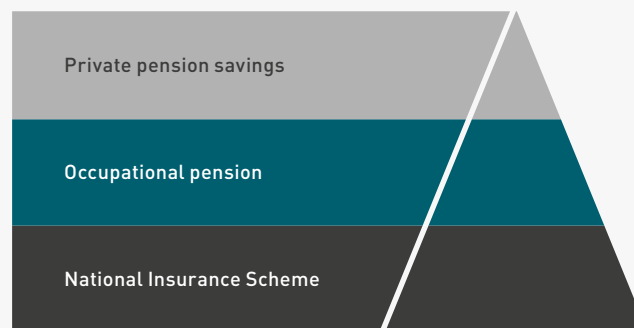 Private pension savings
Occupational pension
National Insurance Scheme